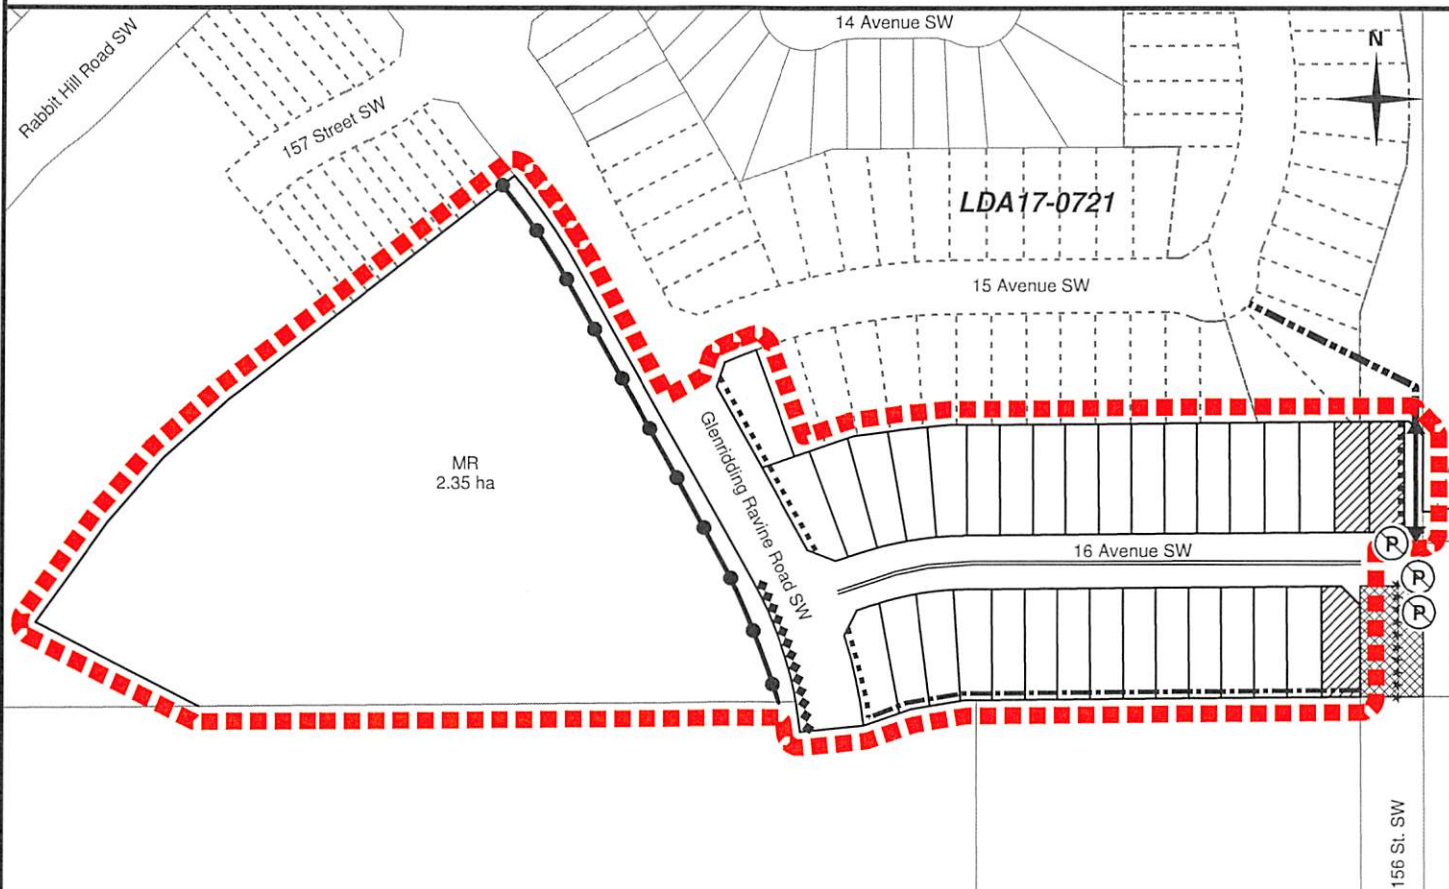 14 Avenue SW
Rabbit Hill Road SW
N
157 Street SW
LDA17-0721
15 Avenue SW
MR
2.35 ha
Glenridding Ravine Road SW
16 Avenue SW
P
P
P
156 St. SW